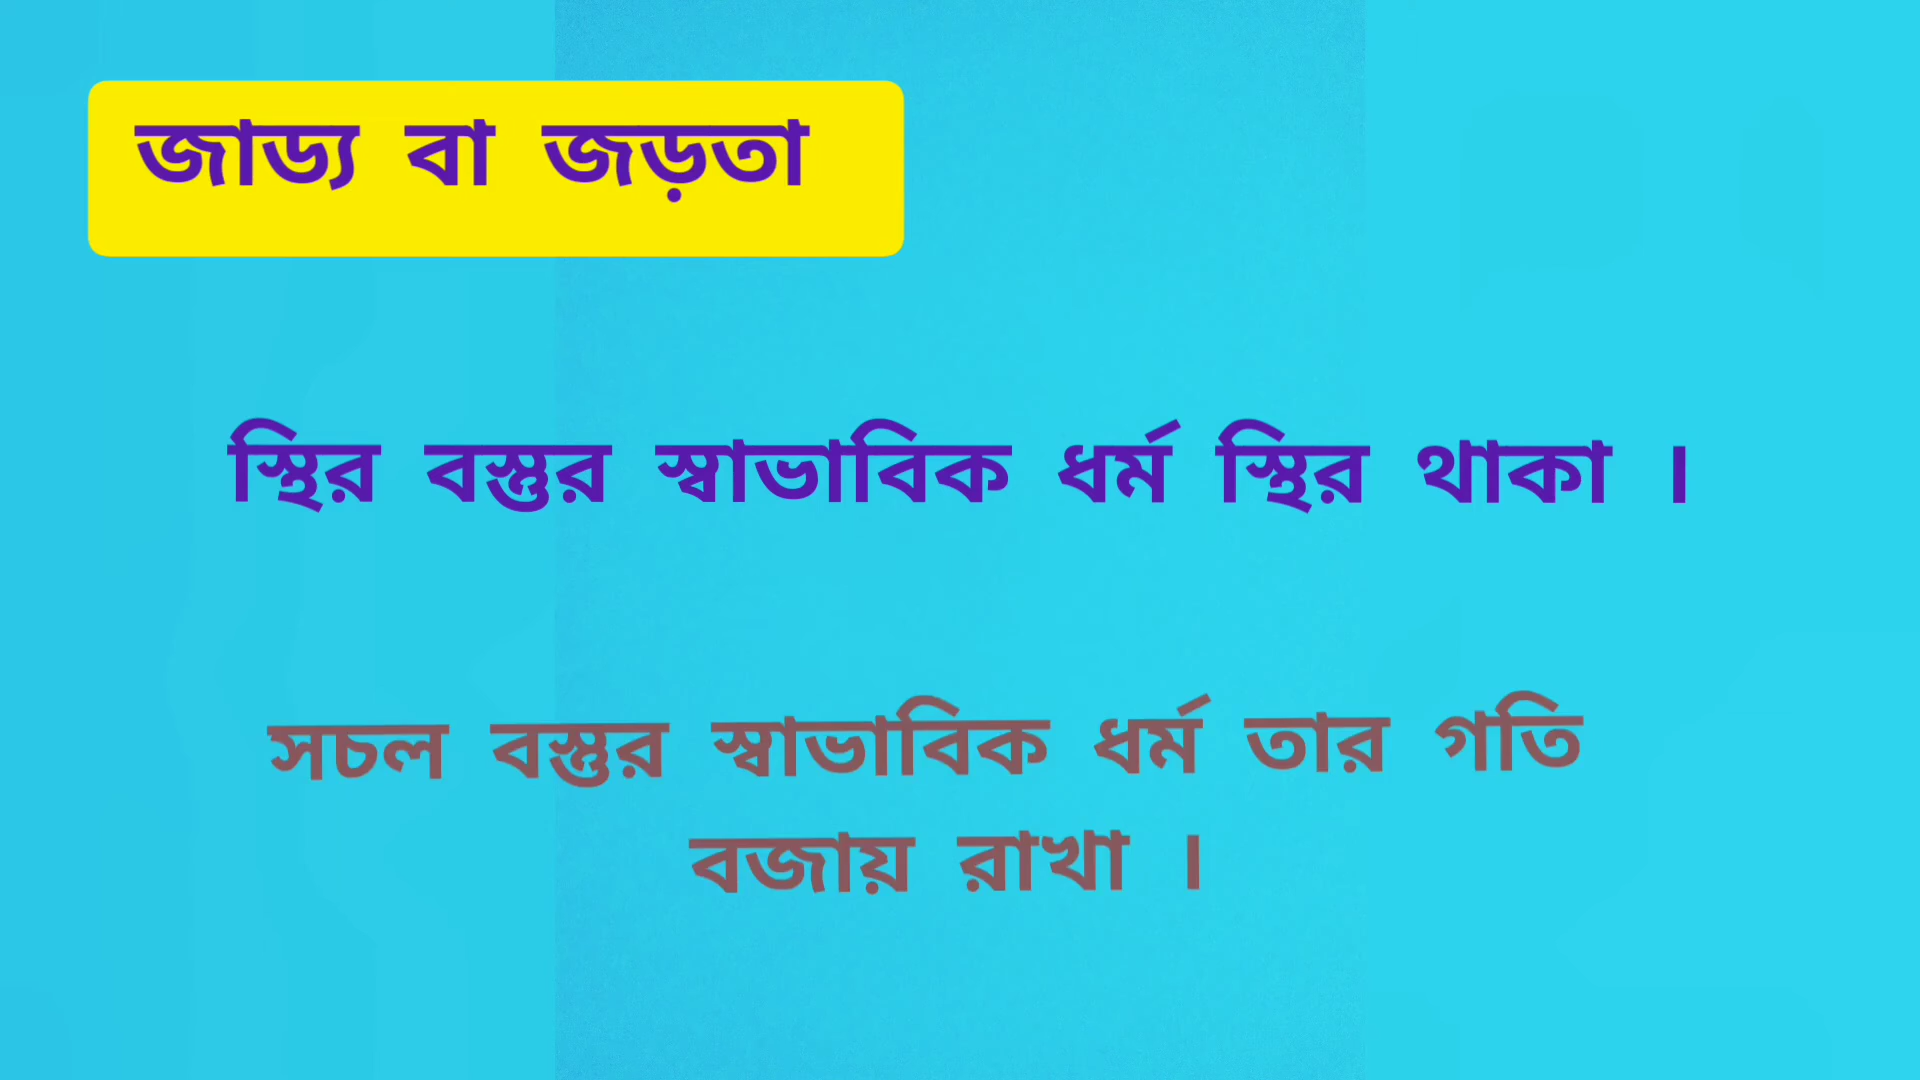 জাড্য বা জড়তা
স্থির বস্তুর স্বাভাবিক ধর্ম স্থির থাকা ।
সচল বস্তুর স্বাভাবিক ধর্ম তার গতি
বজায় রাখা ।